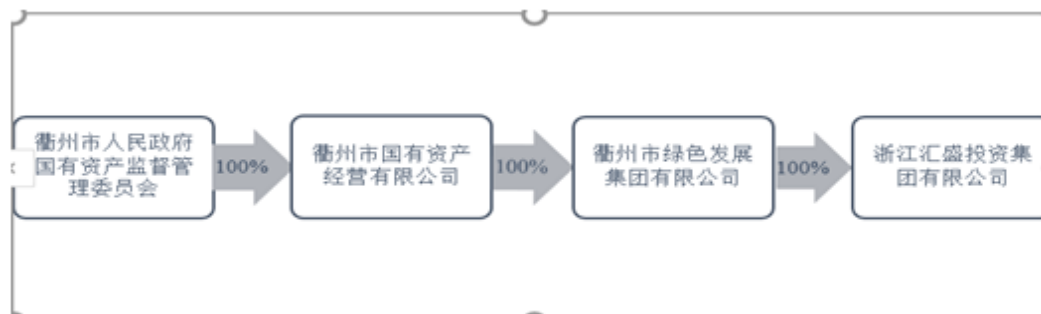 衢州市人民政府
国有资产监督管
理委员会
100%
衢州市国有资产
经营有限公司
100%
衢州市绿色发展
集团有限公司
100%
浙江汇盛投资集
团有限公司